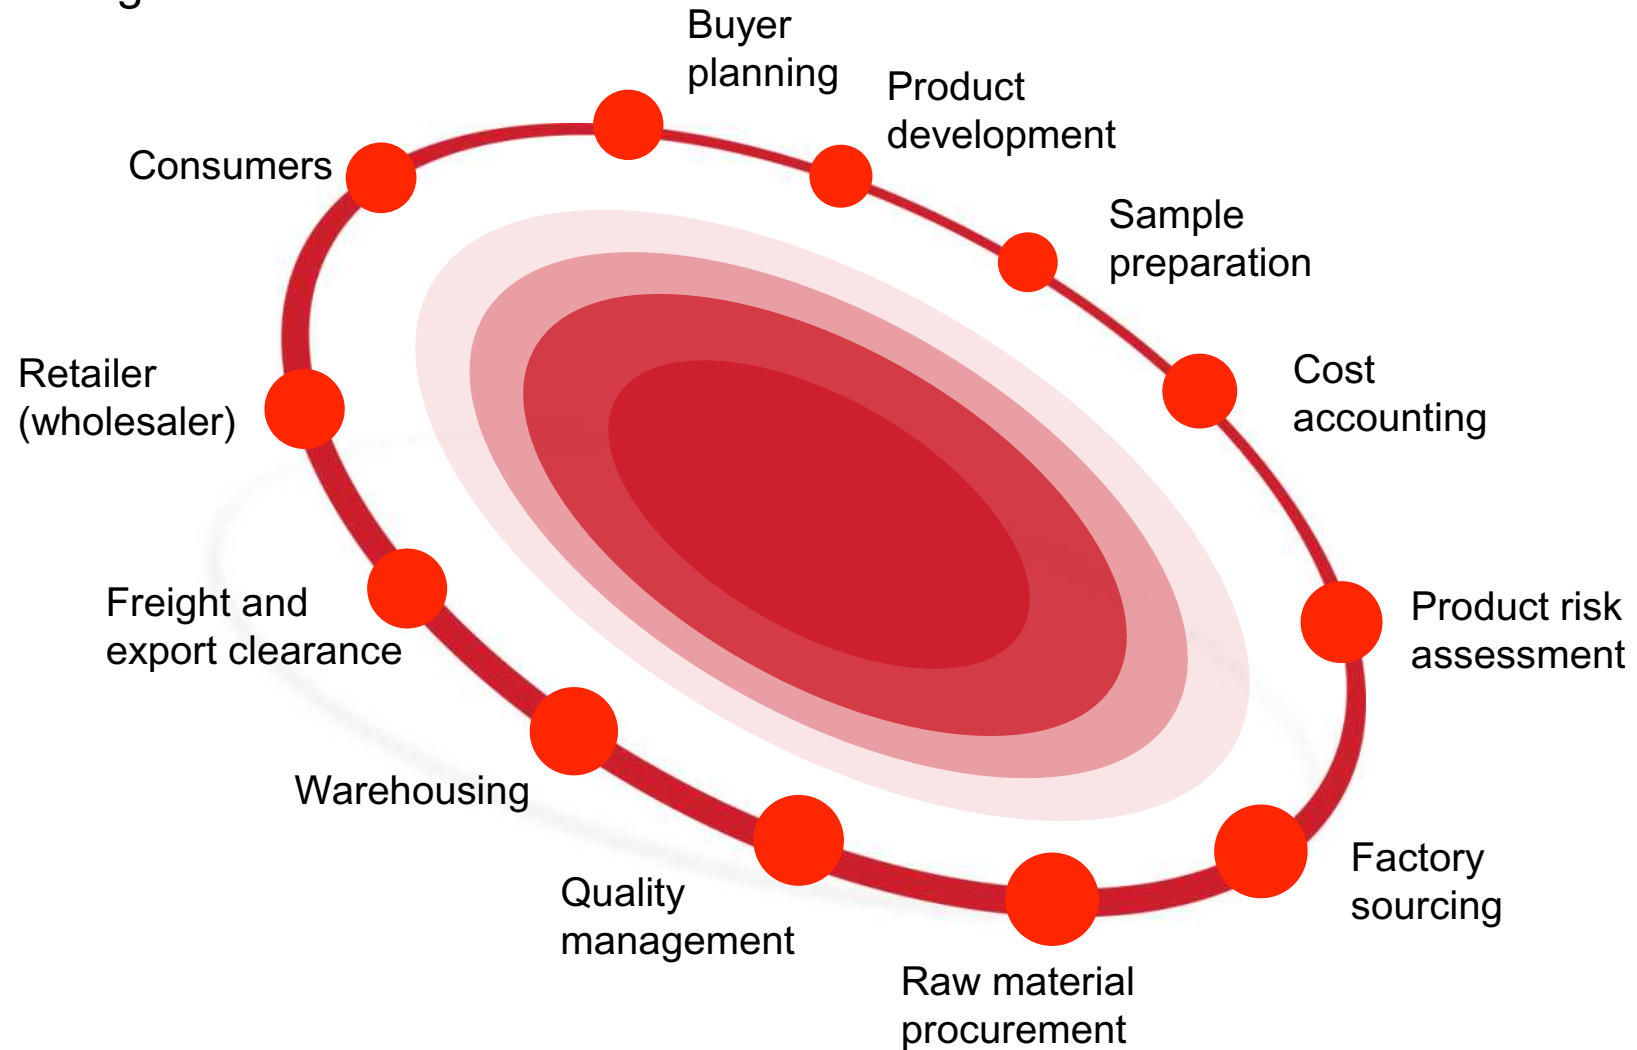 Buyer
planning
Product
development
Consumers
Sample
preparation
Cost
accounting
Retailer
(wholesaler)
Freight and
export clearance
Product risk
assessment
Warehousing
Factory
sourcing
Quality
management
Raw material
procurement